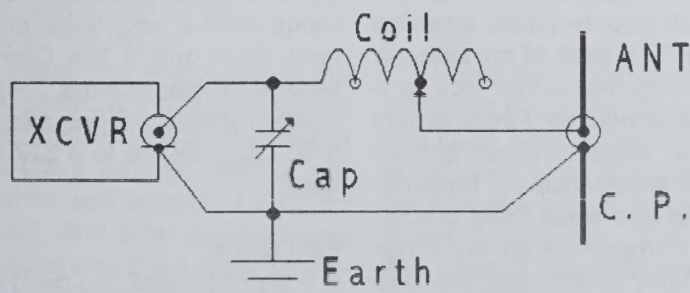 Coil
ANT
XCVR
Cap
C. P.
Earth